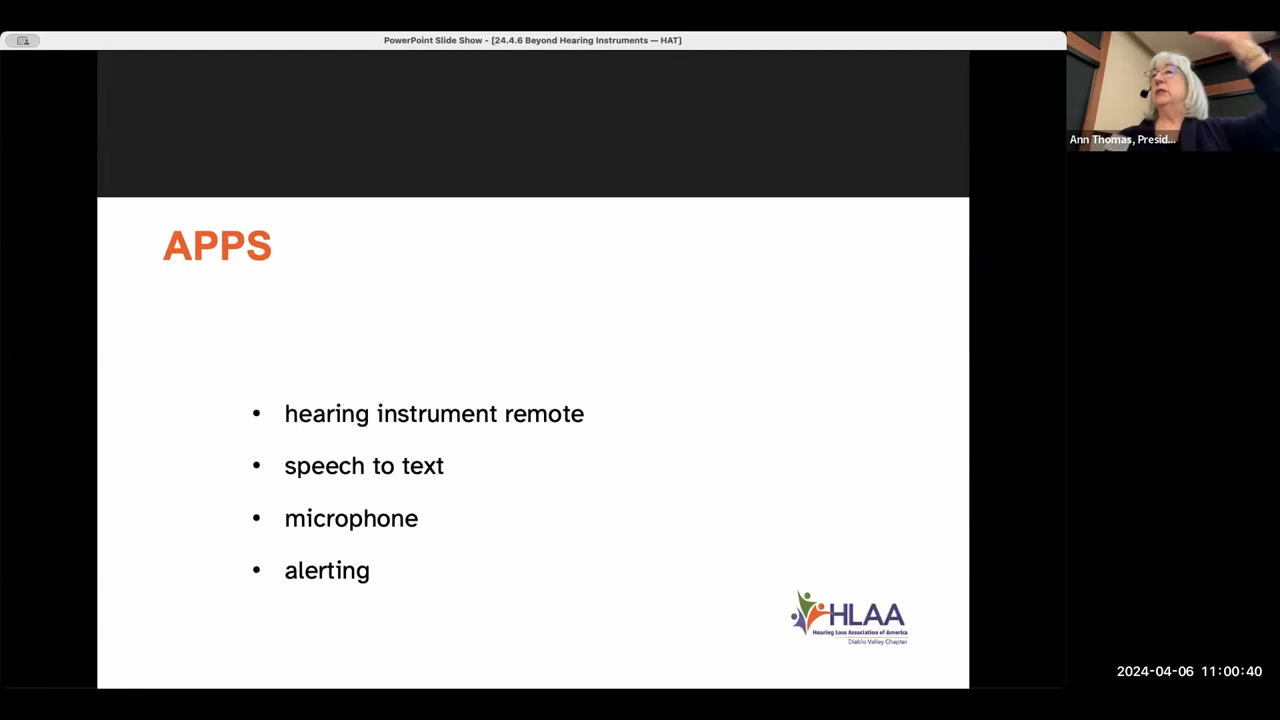 PowerPoint Slide Show - [24.4.6 Beyond Hearing Instruments — HAT]
Ann Thomas, Presid...
APPS
• hearing instrument remote
• speech to text
• microphone
• alerting
HLAA
Hearing Loss Association of America
Diablo Valley Chapter
2024-04-06 11:00:40